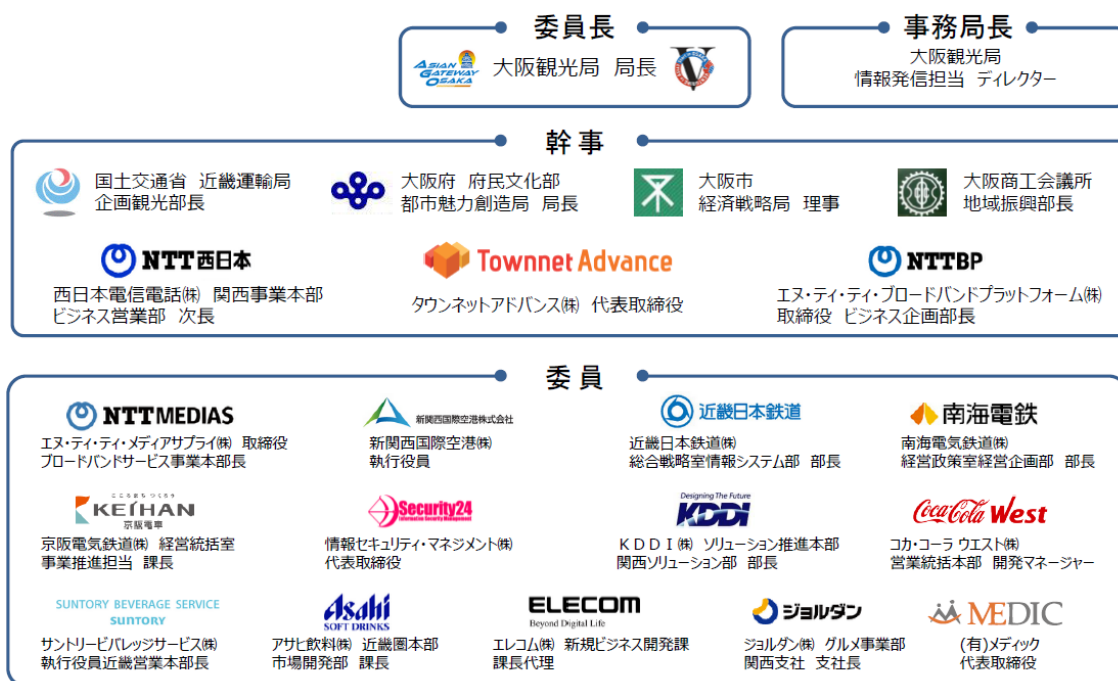 委員長
ASIAN GATEWAY OSAKA
大阪観光局 局長
事務局長
大阪観光局
情報発信担当 ディレクター
幹事
国土交通省 近畿運輸局
企画観光部長
大阪府 府民文化部
都市魅力創造局 局長
大阪市
経済戦略局 理事
大阪商工会議所
地域振興部長
NTT西日本
西日本電信電話㈱ 関西事業本部
ビジネス営業部 次長
Townnet Advance
タウンネットアドバンス㈱ 代表取締役
NTTBP
エヌ・ティ・ティ・ブロードバンドプラットフォーム㈱
取締役 ビジネス企画部長
委員
NTTMEDIAS
エヌ・ティ・ティ・メディアサプライ㈱ 取締役
ブロードバンドサービス事業本部長
新関西国際空港株式会社
新関西国際空港㈱
執行役員
近畿日本鉄道
近畿日本鉄道㈱
総合戦略室情報システム部 部長
南海電鉄
南海電気鉄道㈱
経営政策室経営企画部 部長
こころまち つくろう
KEIHAN
京阪電車
京阪電気鉄道㈱ 経営統括室
事業推進担当 課長
Security24
Information Security Management
情報セキュリティ・マネジメント㈱
代表取締役
Designing The Future
KDDI
ＫＤＤＩ㈱ ソリューション推進本部
関西ソリューション部 部長
Coca Cola West
コカ・コーラ ウエスト㈱
営業統括本部 開発マネージャー
SUNTORY BEVERAGE SERVICE
SUNTORY
サントリービバレッジサービス㈱
執行役員近畿営業本部長
Asahi
SOFT DRINKS
アサヒ飲料㈱ 近畿圏本部
市場開発部 課長
ELECOM
Beyond Digital Life
エレコム㈱ 新規ビジネス開発課
課長代理
ジョルダン
ジョルダン㈱ グルメ事業部
関西支社 支社長
MEDIC
(有)メディック
代表取締役